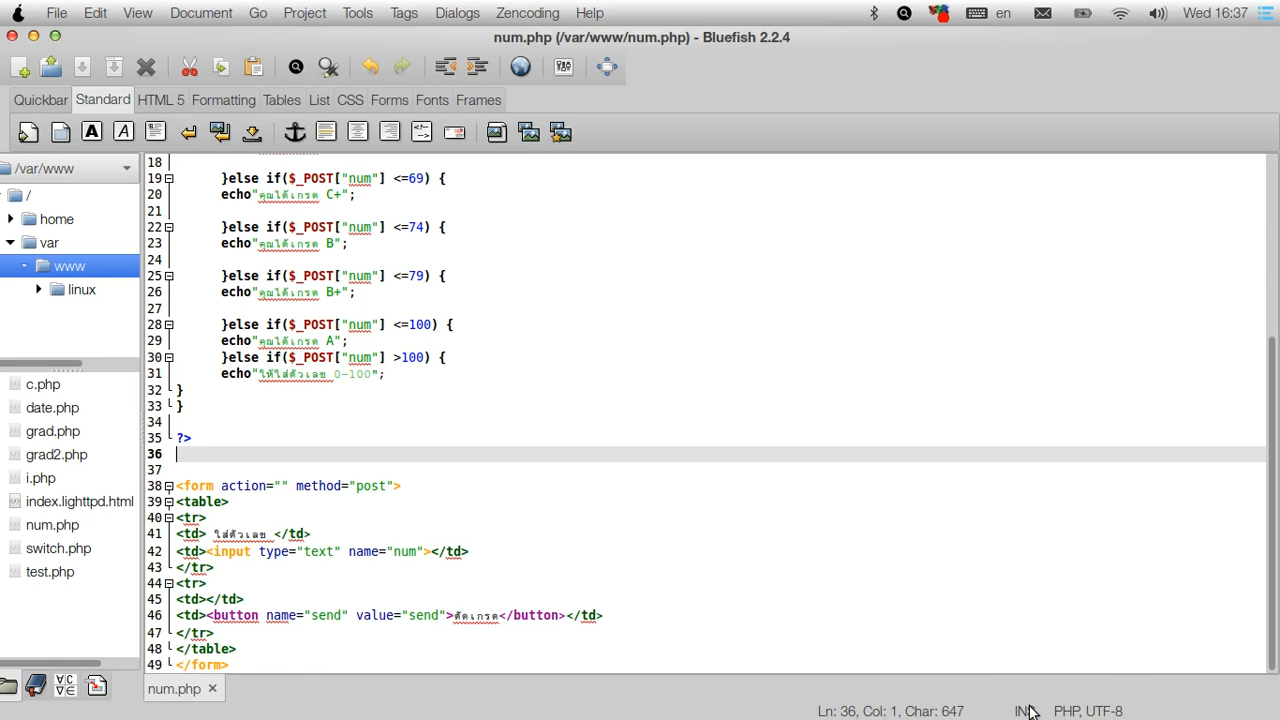 File Edit View Document Go Project Tools Tags Dialogs Zencoding Help en Wed 16:37
num.php (/var/www/num.php) - Bluefish 2.2.4
Quickbar Standard HTML 5 Formatting Tables List CSS Forms Fonts Frames
/var/www
/
home
var
www
linux
c.php
date.php
grad.php
grad2.php
i.php
index.lighttpd.html
num.php
switch.php
test.php
18
19 }else if($_POST["num"] <=69) {
20 echo"คุณได้เกรด C+";
21
22 }else if($_POST["num"] <=74) {
23 echo"คุณได้เกรด B";
24
25 }else if($_POST["num"] <=79) {
26 echo"คุณได้เกรด B+";
27
28 }else if($_POST["num"] <=100) {
29 echo"คุณได้เกรด A";
30 }else if($_POST["num"] >100) {
31 echo"ให้ใส่ตัวเลข 0-100";
32 }
33 }
34
35 ?>
36
37
38 <form action="" method="post">
39 <table>
40 <tr>
41 <td> ใส่ตัวเลข </td>
42 <td><input type="text" name="num"></td>
43 </tr>
44 <tr>
45 <td></td>
46 <td><button name="send" value="send">คัดเกรด</button></td>
47 </tr>
48 </table>
49 </form>
num.php
Ln: 36, Col: 1, Char: 647 PHP, UTF-8